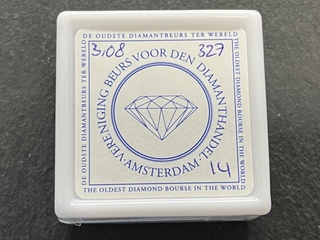 DE OUDSTE DIAMANTBEURS TER WERELD
3,08 327
VERENIGING BEURS VOOR DEN DIAMANTHANDEL
AMSTERDAM
14
DE OUDSTE DIAMANTBEURS TER WERELD
THE OLDEST DIAMOND BOURSE IN THE WORLD
THE OLDEST DIAMOND BOURSE IN THE WORLD